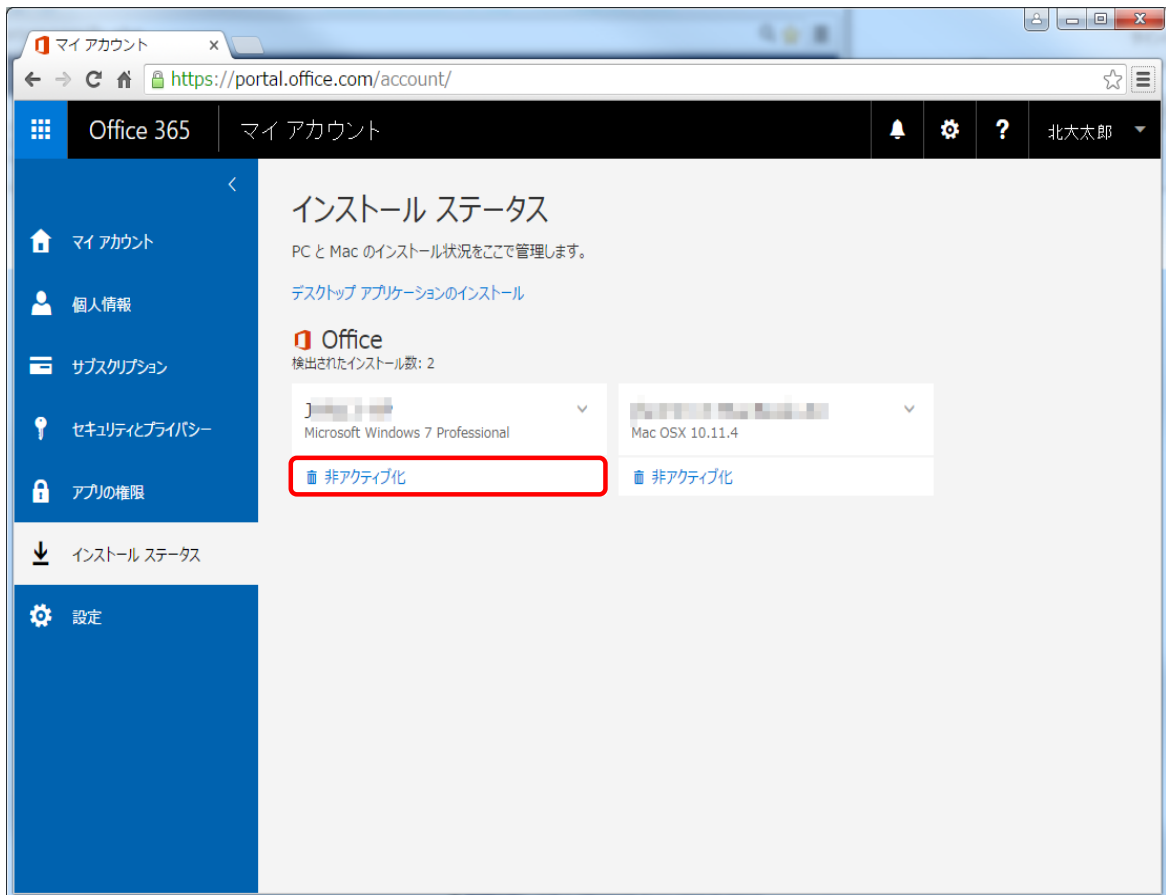 マイ アカウント
https://portal.office.com/account/
Office 365
マイ アカウント
?
北大太郎
インストール ステータス
PC と Mac のインストール状況をここで管理します。
デスクトップ アプリケーションのインストール
Office
検出されたインストール数: 2
J
Microsoft Windows 7 Professional
Mac OSX 10.11.4
非アクティブ化
非アクティブ化
マイ アカウント
個人情報
サブスクリプション
セキュリティとプライバシー
アプリの権限
インストール ステータス
設定